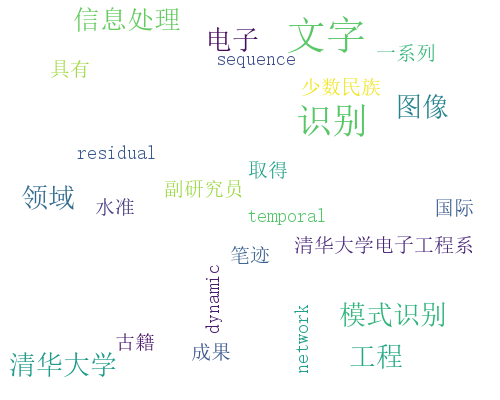 信息处理
文字
电子
一系列
sequence
具有
少数民族
图像
识别
residual
取得
副研究员
领域
水准
temporal
国际
清华大学电子工程系
笔迹
dynamic
network
模式识别
古籍
成果
工程
清华大学